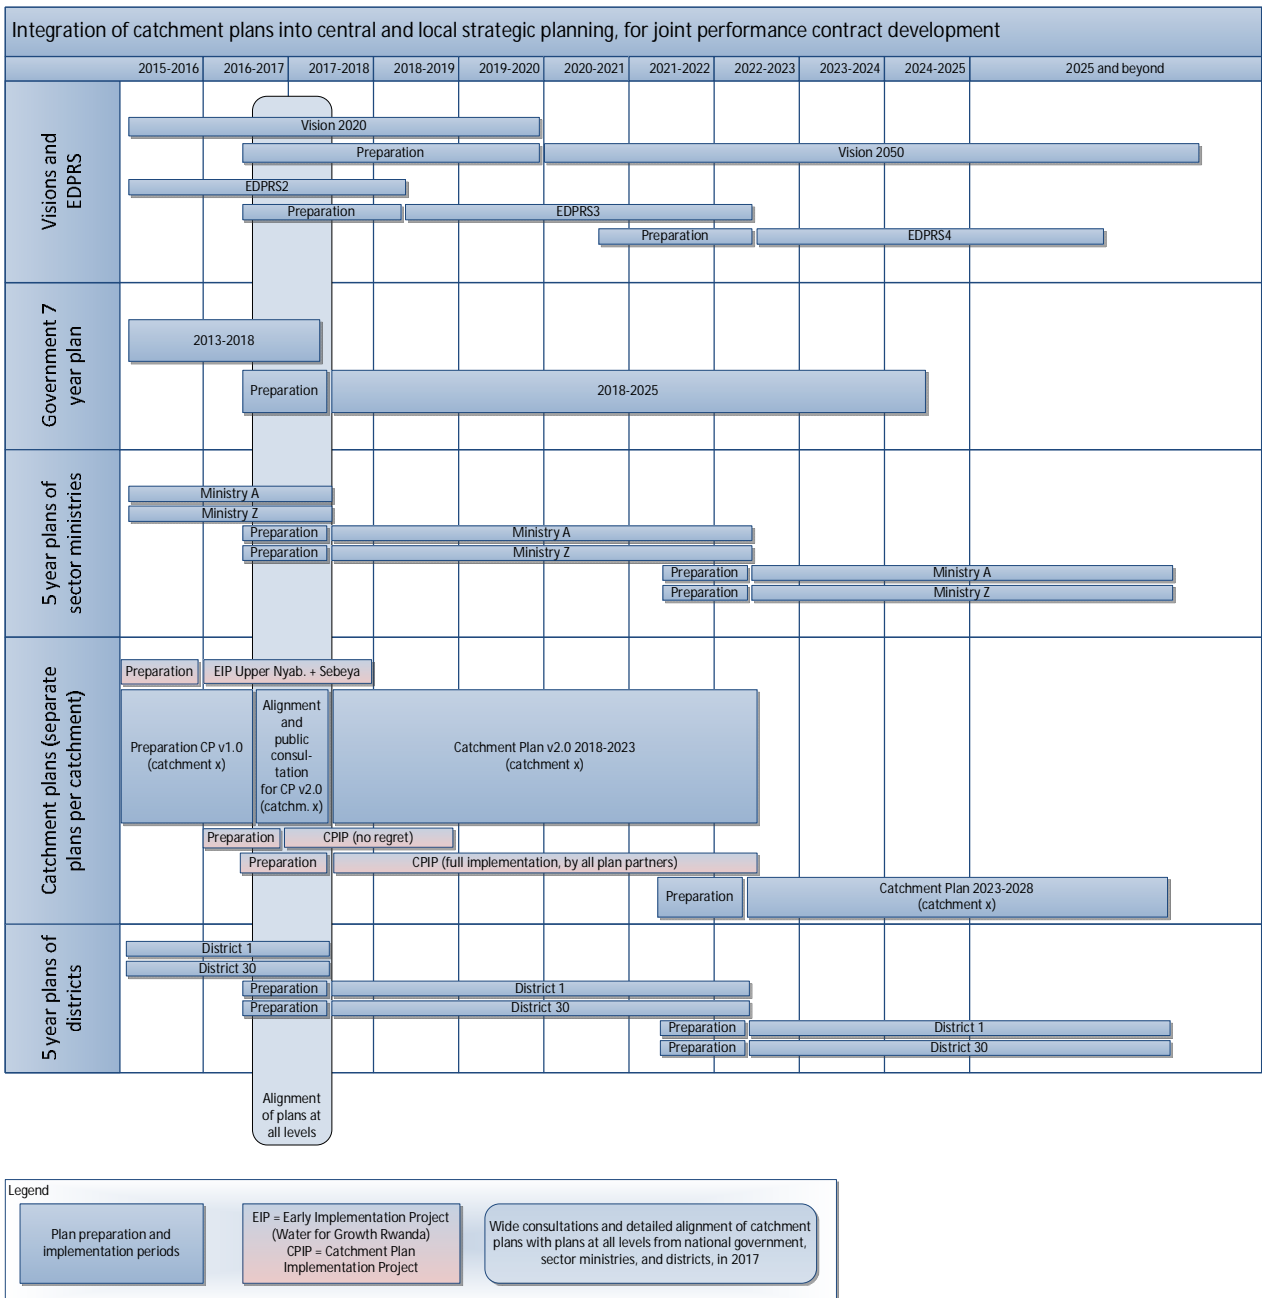 Integration of catchment plans into central and local strategic planning, for joint performance contract development
2015-2016
2016-2017
2017-2018
2018-2019
2019-2020
2020-2021
2021-2022
2022-2023
2023-2024
2024-2025
2025 and beyond
Visions and
EDPRS
Vision 2020
Preparation
Vision 2050
EDPRS2
Preparation
EDPRS3
Preparation
EDPRS4
Government 7
year plan
2013-2018
Preparation
2018-2025
5 year plans of
sector ministries
Ministry A
Ministry Z
Preparation
Ministry A
Preparation
Ministry Z
Preparation
Ministry A
Preparation
Ministry Z
Catchment plans (separate
plans per catchment)
Preparation
EIP Upper Nyab. + Sebeya
Preparation CP v1.0
(catchment x)
Alignment
and
public
consul-
tation
for CP v2.0
(catchm. x)
Catchment Plan v2.0 2018-2023
(catchment x)
Preparation
CPIP (no regret)
Preparation
CPIP (full implementation, by all plan partners)
Preparation
Catchment Plan 2023-2028
(catchment x)
5 year plans of
districts
District 1
District 30
Preparation
District 1
Preparation
District 30
Preparation
District 1
Preparation
District 30
Alignment
of plans at
all levels
Legend
Plan preparation and
implementation periods
EIP = Early Implementation Project
(Water for Growth Rwanda)
CPIP = Catchment Plan
Implementation Project
Wide consultations and detailed alignment of catchment
plans with plans at all levels from national government,
sector ministries, and districts, in 2017